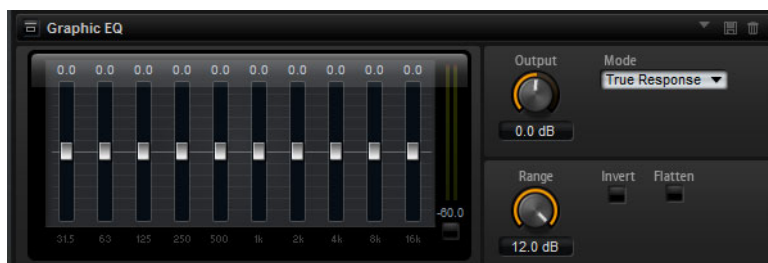 Graphic EQ
0.0 0.0 0.0 0.0 0.0 0.0 0.0 0.0 0.0 0.0
31.5 63 125 250 500 1k 2k 4k 8k 16k
-60.0
Output
0.0 dB
Mode
True Response
Range
12.0 dB
Invert
Flatten